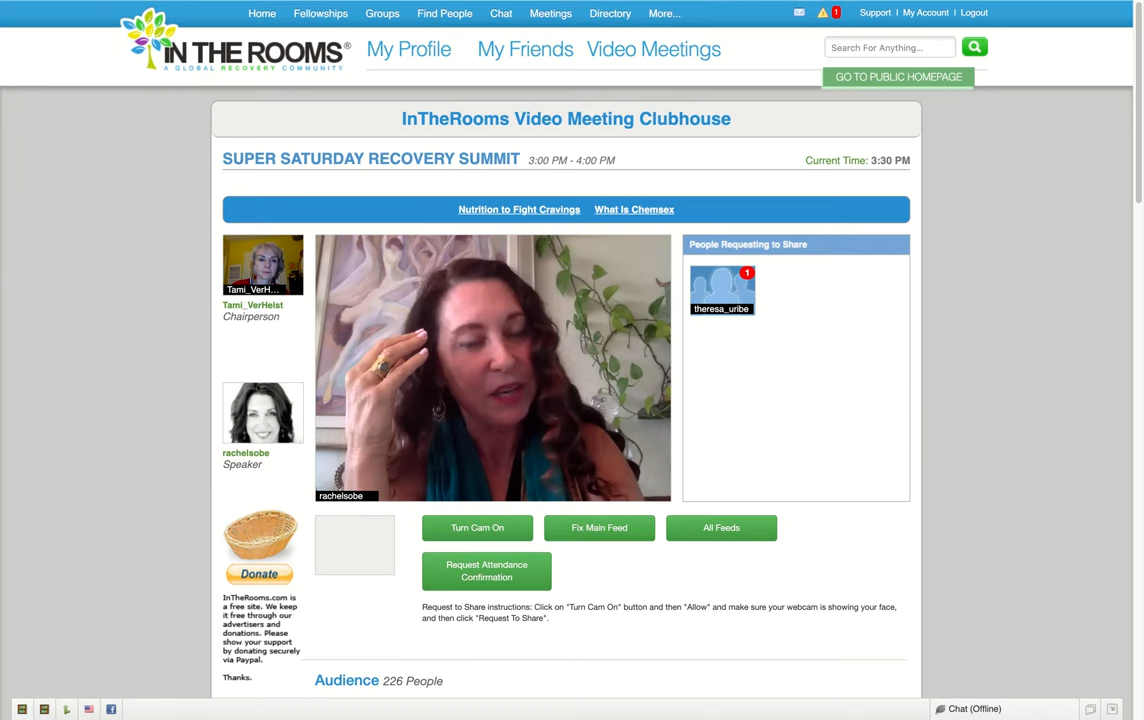 Home Fellowships Groups Find People Chat Meetings Directory More... 1 Support | My Account | Logout
IN THE ROOMS®
A GLOBAL RECOVERY COMMUNITY
My Profile My Friends Video Meetings
Search For Anything...
GO TO PUBLIC HOMEPAGE
InTheRooms Video Meeting Clubhouse
SUPER SATURDAY RECOVERY SUMMIT 3:00 PM - 4:00 PM Current Time: 3:30 PM
Nutrition to Fight Cravings What Is Chemsex
Tami_VerH...
Tami_VerHelst
Chairperson
rachelsobe
Speaker
rachelsobe
People Requesting to Share
1
theresa_uribe
Turn Cam On Fix Main Feed All Feeds
Request Attendance
Confirmation
Request to Share instructions: Click on "Turn Cam On" button and then "Allow" and make sure your webcam is showing your face,
and then click "Request To Share".
Donate
InTheRooms.com is
a free site. We keep
it free through our
advertisers and
donations. Please
show your support
by donating securely
via Paypal.
Thanks.
Audience 226 People
Chat (Offline)